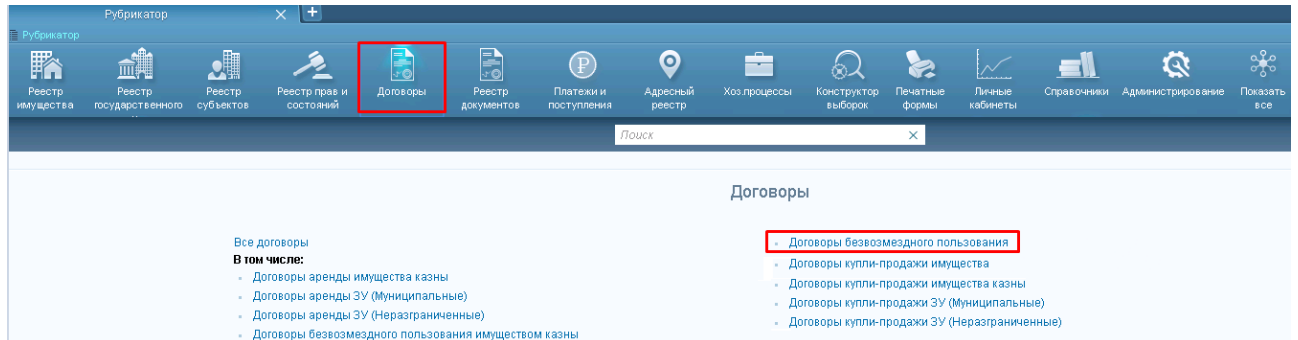 Рубрикатор
Рубрикатор
Реестр имущества
Реестр государственного
Реестр субъектов
Реестр прав и состояний
Договоры
Реестр документов
Платежи и поступления
Адресный реестр
Хоз.процессы
Конструктор выборок
Печатные формы
Личные кабинеты
Справочники
Администрирование
Показать все
Поиск
Договоры
Все договоры
В том числе:
Договоры аренды имущества казны
Договоры аренды ЗУ (Муниципальные)
Договоры аренды ЗУ (Неразграниченные)
Договоры безвозмездного пользования имуществом казны
Договоры безвозмездного пользования
Договоры купли-продажи имущества
Договоры купли-продажи имущества казны
Договоры купли-продажи ЗУ (Муниципальные)
Договоры купли-продажи ЗУ (Неразграниченные)